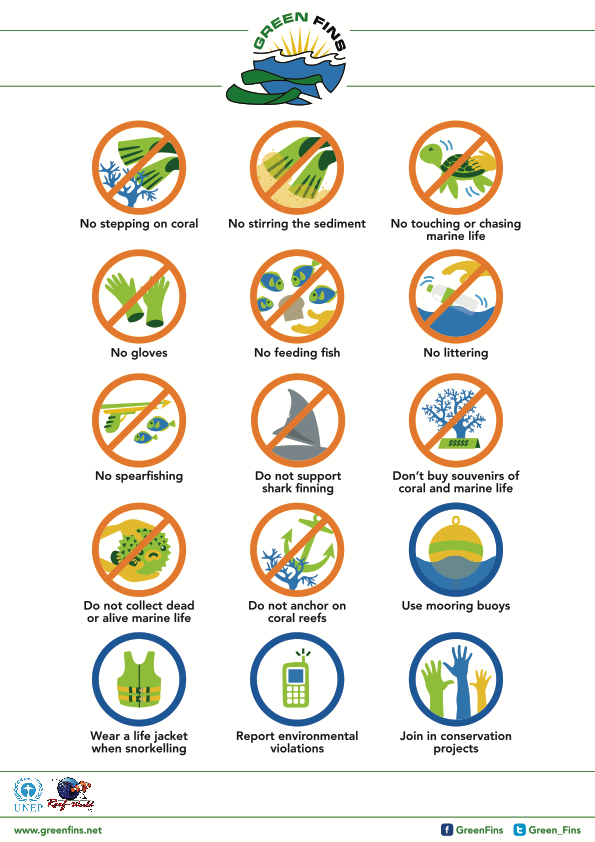 GREEN FINS
No stepping on coral
No stirring the sediment
No touching or chasing
marine life
No gloves
No feeding fish
No littering
No spearfishing
Do not support
shark finning
$$$$$
Don't buy souvenirs of
coral and marine life
Do not collect dead
or alive marine life
Do not anchor on
coral reefs
Use mooring buoys
Wear a life jacket
when snorkelling
Report environmental
violations
Join in conservation
projects
UNEP
Reef-World
www.greenfins.net
GreenFins
Green_Fins